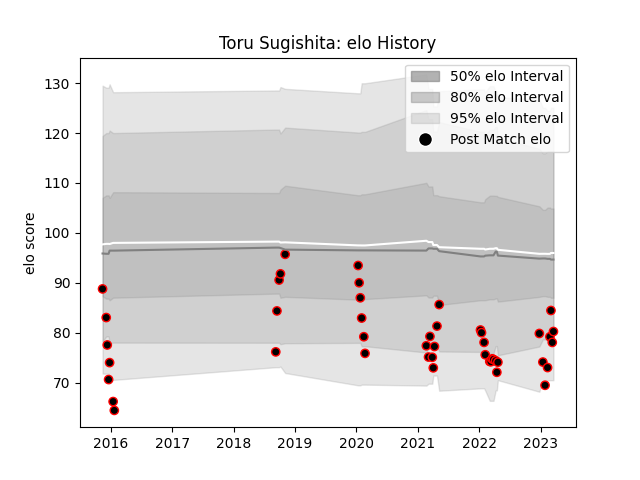 Toru Sugishita: elo History
50% elo Interval
80% elo Interval
95% elo Interval
Post Match elo
elo score
130
120
110
100
90
80
70
2016 2017 2018 2019 2020 2021 2022 2023